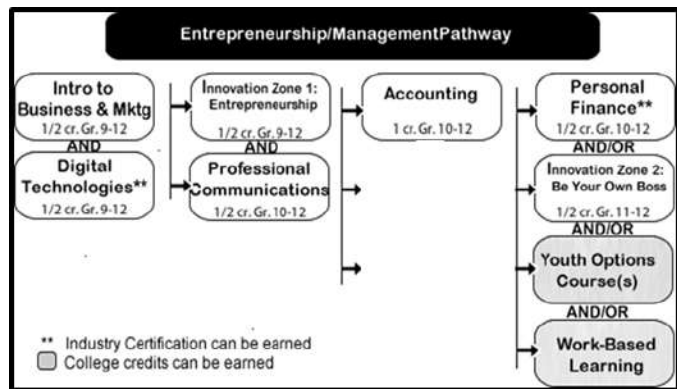 Entrepreneurship/ManagementPathway
Intro to
Business & Mktg
1/2 cr. Gr. 9-12
AND
Digital
Technologies**
1/2 cr. Gr. 9-12
Innovation Zone 1:
Entrepreneurship
1/2 cr. Gr. 9-12
AND
Professional
Communications
1/2 cr. Gr. 10-12
Accounting
1 cr. Gr. 10-12
Personal
Finance**
1/2 cr. Gr. 10-12
AND/OR
Innovation Zone 2:
Be Your Own Boss
1/2 cr. Gr. 11-12
AND/OR
Youth Options
Course(s)
AND/OR
Work-Based
Learning
** Industry Certification can be earned
College credits can be earned